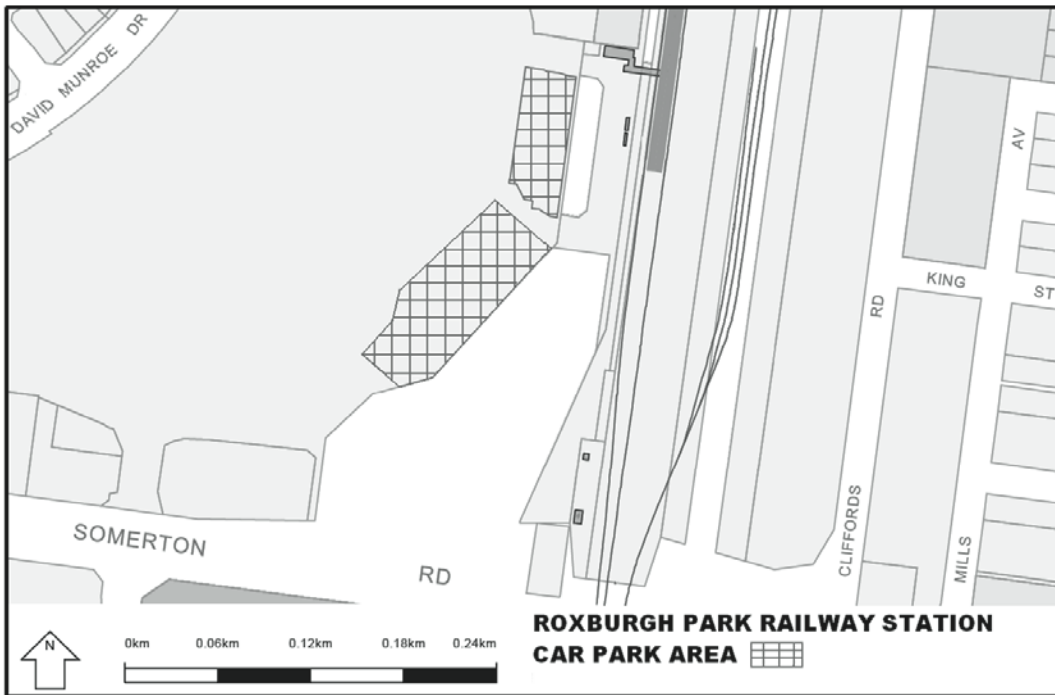 DAVID MUNROE DR
AV
KING
ST
RD
CLIFFORDS
MILLS
SOMERTON
RD
N
0km 0.06km 0.12km 0.18km 0.24km
ROXBURGH PARK RAILWAY STATION
CAR PARK AREA